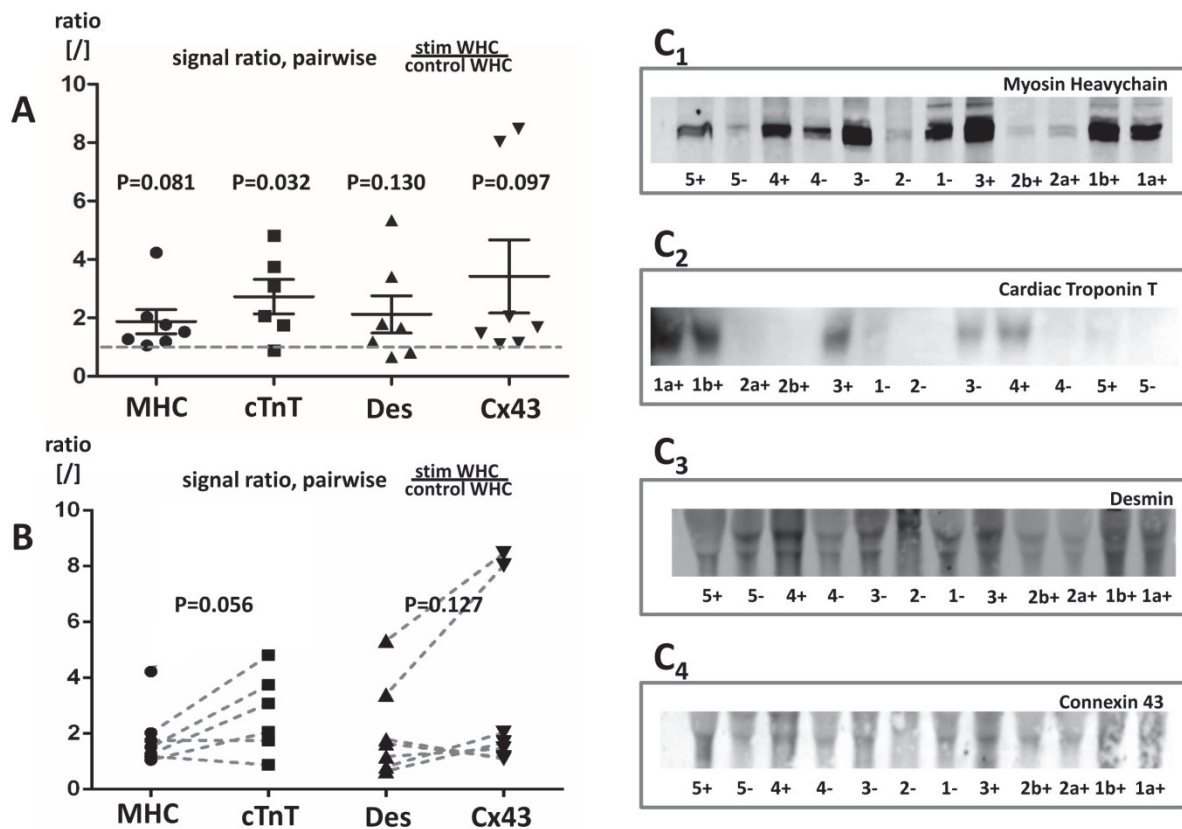 A
ratio
[/]
signal ratio, pairwise stim WHC
control WHC
10
8
6
4
2
0
P=0.081 P=0.032 P=0.130 P=0.097
MHC cTnT Des Cx43
B
ratio
[/]
signal ratio, pairwise stim WHC
control WHC
10
8
6
4
2
0
P=0.056 P=0.127
MHC cTnT Des Cx43
C1
Myosin Heavychain
5+ 5- 4+ 4- 3- 2- 1- 3+ 2b+ 2a+ 1b+ 1a+
C2
Cardiac Troponin T
1a+ 1b+ 2a+ 2b+ 3+ 1- 2- 3- 4+ 4- 5+ 5-
C3
Desmin
5+ 5- 4+ 4- 3- 2- 1- 3+ 2b+ 2a+ 1b+ 1a+
C4
Connexin 43
5+ 5- 4+ 4- 3- 2- 1- 3+ 2b+ 2a+ 1b+ 1a+